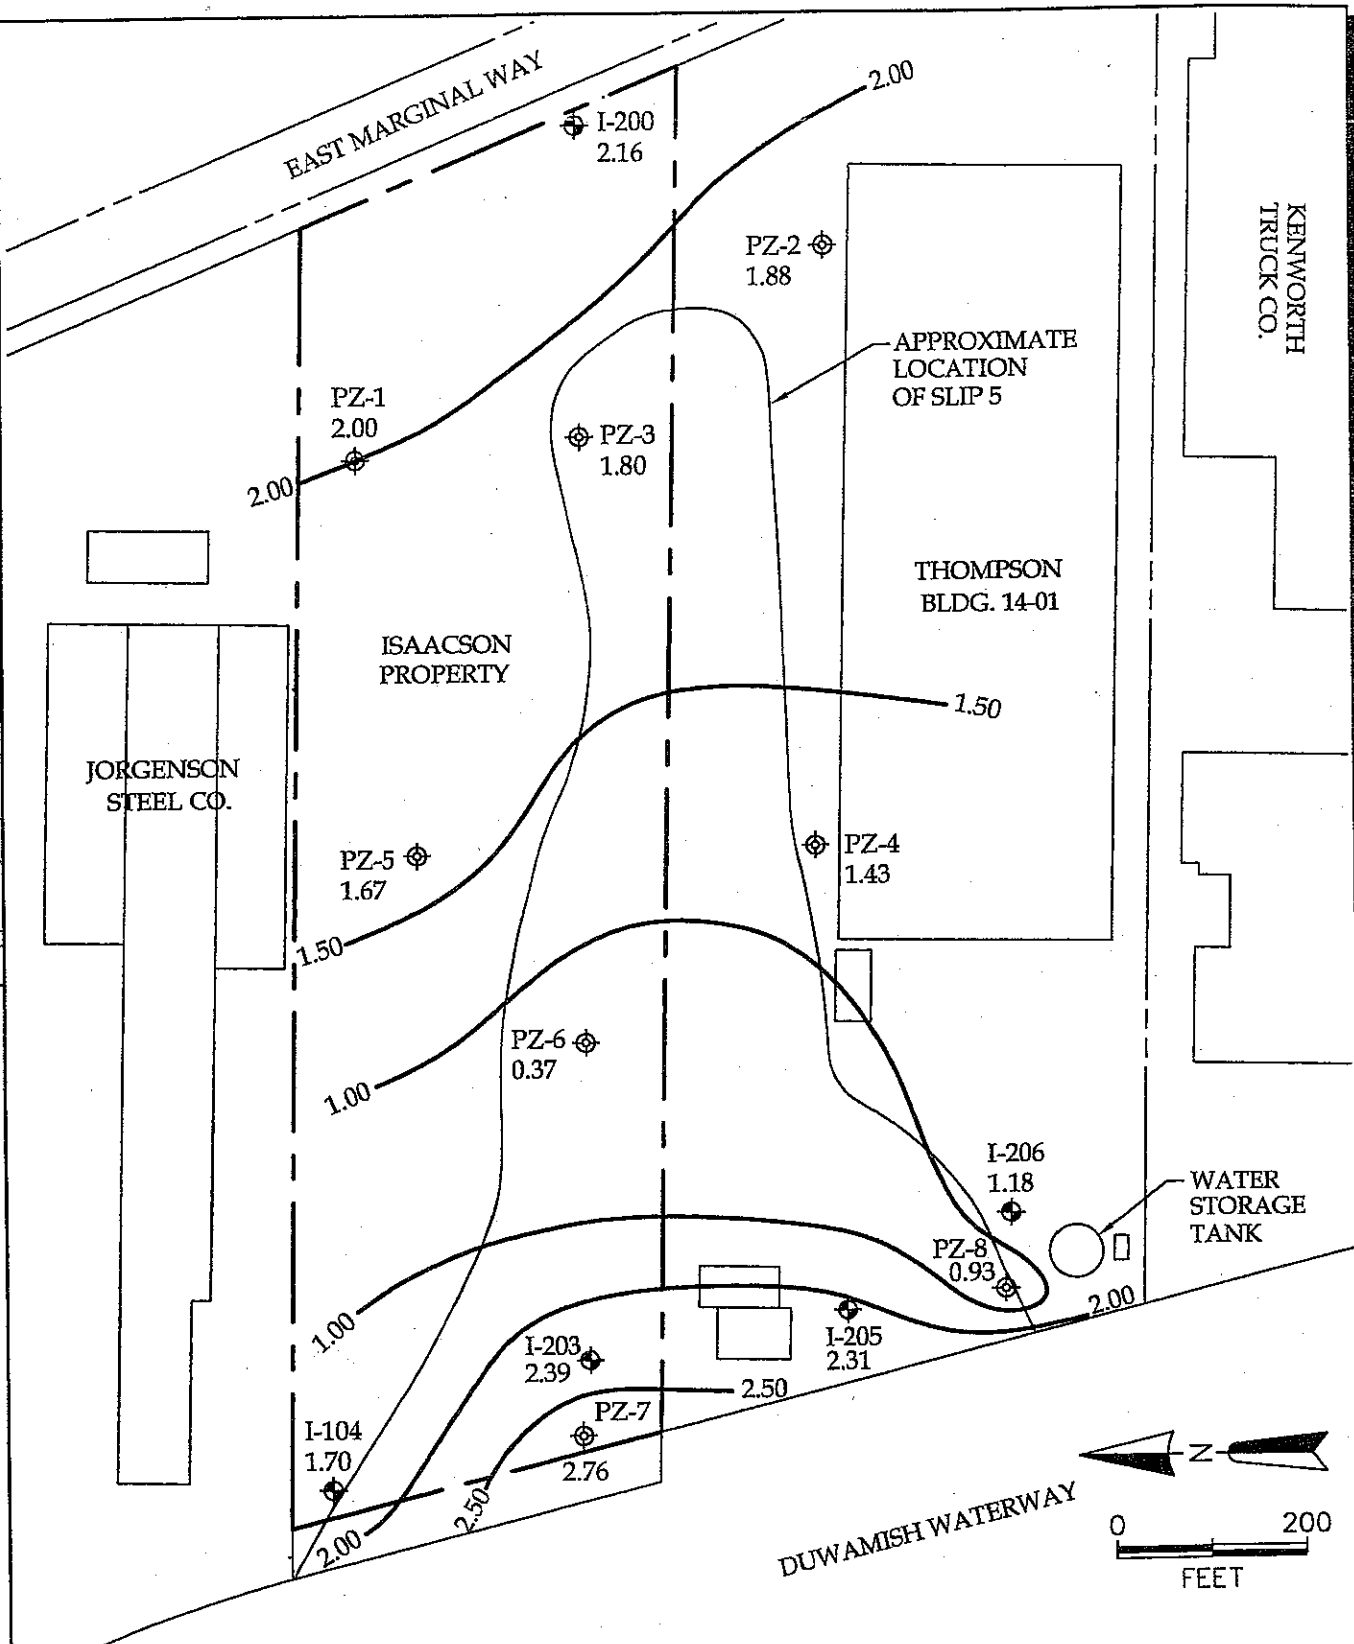 EAST MARGINAL WAY
I-200
2.16
2.00
PZ-2
1.88
KENWORTH
TRUCK CO.
APPROXIMATE
LOCATION
OF SLIP 5
PZ-1
2.00
PZ-3
1.80
2.00
THOMPSON
BLDG. 14-01
ISAACSON
PROPERTY
1.50
JORGENSON
STEEL CO.
PZ-5
1.67
PZ-4
1.43
1.50
PZ-6
0.37
1.00
I-206
1.18
WATER
STORAGE
TANK
PZ-8
0.93
2.00
1.00
I-203
2.39
I-205
2.31
2.50
PZ-7
2.76
I-104
1.70
2.50
2.00
N
DUWAMISH WATERWAY
0 200
FEET